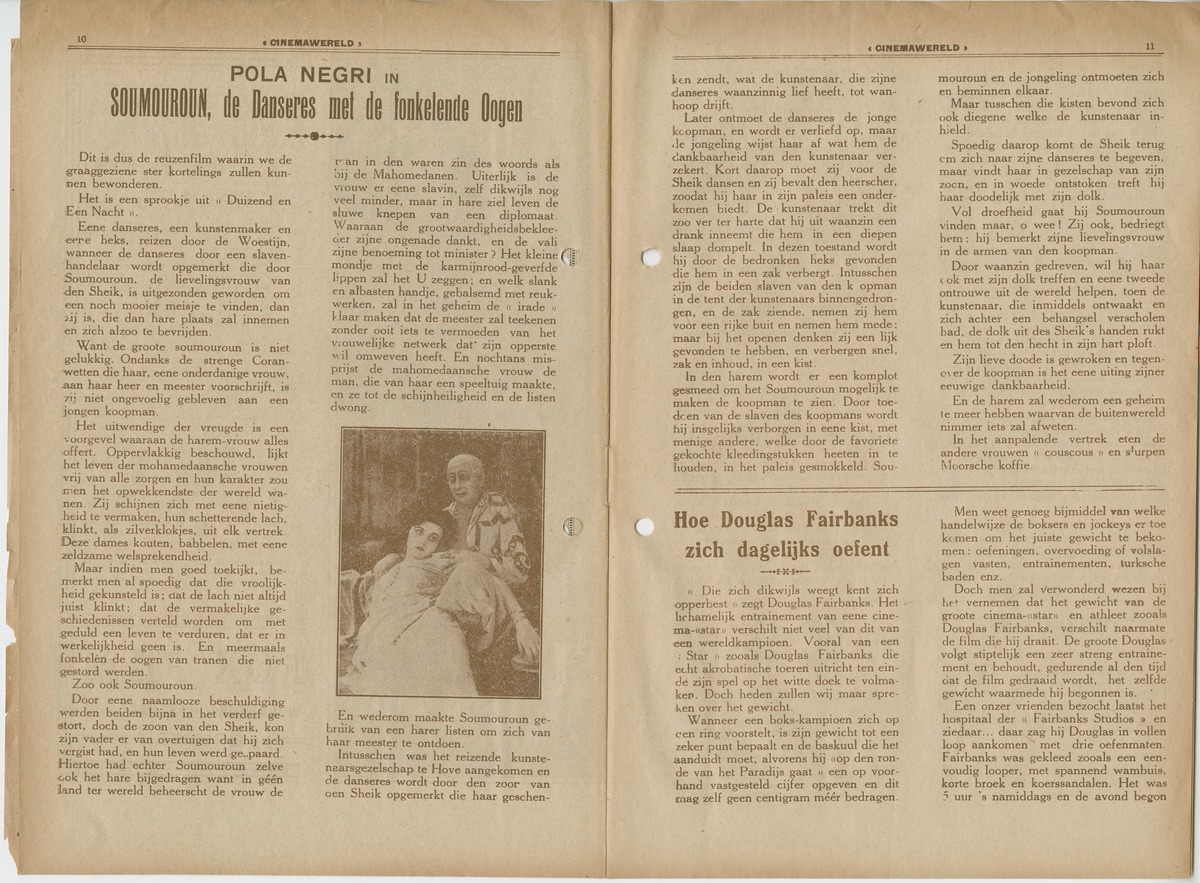 10
« CINEMAWERELD »
POLA NEGRI IN
SOUMOUROUN, de Danseres met de fonkelende Oogen
Dit is dus de reuzenfilm waarin we de
graaggeziene ster kortelings zullen kun-
nen bewonderen.
Het is een sprookje uit « Duizend en
Een Nacht ».
Eene danseres, een kunstenmaker en
eene heks, reizen door de Woestijn,
wanneer de danseres door een slaven-
handelaar wordt opgemerkt die door
Soumouroun, de lievelingsvrouw van
den Sheik, is uitgezonden geworden om
een noch mooier meisje te vinden, dan
zij is, die dan hare plaats zal innemen
en zich alzoo te bevrijden.
Want de groote soumouroun is niet
gelukkig. Ondanks de strenge Coran-
wetten die haar, eene onderdanige vrouw,
aan haar heer en meester voorschrijft, is
zij niet ongevoelig gebleven aan een
jongen koopman.
Het uitwendige der vreugde is een
voorgevel waaraan de harem-vrouw alles
offert. Oppervlakkig beschouwd, lijkt
het leven der mohamedaansche vrouwen
vrij van alle zorgen en hun karakter zou
men het opwekkendste der wereld wa-
nen. Zij schijnen zich met eene nietig-
heid te vermaken, hun schetterende lach,
klinkt, als zilverklokjes, uit elk vertrek.
Deze dames kouten, babbelen, met eene
zeldzame welsprekendheid.
Maar indien men goed toekijkt, be-
merkt men al spoedig dat die vroolijk-
heid gekunsteld is; dat de lach niet altijd
juist klinkt; dat de vermakelijke ge-
schiedenissen verteld worden om met
geduld een leven te verduren, dat er in
werkelijkheid geen is. En meermaals
fonkelen de oogen van tranen die niet
gestord werden.
Zoo ook Soumouroun.
Door eene naamlooze beschuldiging
werden beiden bijna in het verderf ge-
stort, doch de zoon van den Sheik, kon
zijn vader er van overtuigen dat hij zich
vergist had, en hun leven werd gespaard.
Hiertoe had echter Soumouroun zelve
ook het hare bijgedragen want in géén
land ter wereld beheerscht de vrouw de
man in den waren zin des woords als
bij de Mahomedanen. Uiterlijk is de
vrouw er eene slavin, zelf dikwijls nog
veel minder, maar in hare ziel leven de
sluwe knepen van een diplomaat.
Waaraan de grootwaardigheidsbeklee-
der zijne ongenade dankt, en de vali
zijne benoeming tot minister? Het kleine
mondje met de karmijnrood-geverfde
lippen zal het U zeggen; en welk slank
en albasten handje, gebalsemd met reuk-
werken, zal in het geheim de « irade »
klaar maken dat de meester zal teekenen
zonder ooit iets te vermoeden van het
vrouwelijke netwerk dat zijn opperste
wil omweven heeft. En nochtans mis-
prijst de mahomedaansche vrouw de
man, die van haar een speeltuig maakte,
en ze tot de schijnheiligheid en de listen
dwong.
En wederom maakte Soumouroun ge-
bruik van een harer listen om zich van
haar meester te ontdoen.
Intusschen was het reizende kunste-
naarsgezelschap te Hove aangekomen en
de danseres wordt door den zoor van
den Sheik opgemerkt die haar geschen-
« CINEMAWERELD »
11
ken zendt, wat de kunstenaar, die zijne
danseres waanzinnig lief heeft, tot wan-
hoop drijft.
Later ontmoet de danseres de jonge
koopman, en wordt er verliefd op, maar
de jongeling wijst haar af wat hem de
dankbaarheid van den kunstenaar ver-
zekert. Kort daarop moet zij voor de
Sheik dansen en zij bevalt den heerscher,
zoodat hij haar in zijn paleis een onder-
komen biedt. De kunstenaar trekt dit
zoo ver ter harte dat hij uit waanzin een
drank inneemt die hem in een diepen
slaap dompelt. In dezen toestand wordt
hij door de bedronken heks gevonden
die hem in een zak verbergt. Intusschen
zijn de beiden slaven van den k opman
in de tent der kunstenaars binnengedron-
gen, en de zak ziende, nemen zij hem
voor een rijke buit en nemen hem mede;
maar bij het openen denken zij een lijk
gevonden te hebben, en verbergen snel,
zak en inhoud, in een kist.
In den harem wordt er een komplot
gesmeed om het Soumouroun mogelijk te
maken de koopman te zien. Door toe-
doen van de slaven des koopmans wordt
hij insgelijks verborgen in eene kist, met
menige andere, welke door de favoriete
gekochte kleedingstukken heeten in te
houden, in het paleis gesmokkeld. Sou-
mouroun en de jongeling ontmoeten zich
en beminnen elkaar.
Maar tusschen die kisten bevond zich
ook diegene welke de kunstenaar in-
hield.
Spoedig daarop komt de Sheik terug
om zich naar zijne danseres te begeven,
maar vindt haar in gezelschap van zijn
zoon, en in woede ontstoken treft hij
haar doodelijk met zijn dolk.
Vol droefheid gaat hij Soumouroun
vinden maar, o wee! Zij ook, bedriegt
hem: hij bemerkt zijne lievelingsvrouw
in de armen van den koopman.
Door waanzin gedreven, wil hij haar
ook met zijn dolk treffen en eene tweede
ontrouwe uit de wereld helpen, toen de
kunstenaar, die inmiddels ontwaakt en
zich achter een behangsel verscholen
had, de dolk uit des Sheik's handen rukt
en hem tot den hecht in zijn hart ploft.
Zijn lieve doode is gewroken en tegen-
over de koopman is het eene uiting zijner
eeuwige dankbaarheid.
En de harem zal wederom een geheim
te meer hebben waarvan de buitenwereld
nimmer iets zal afweten.
In het aanpalende vertrek eten de
andere vrouwen « couscous » en slurpen
Moorsche koffie.
Hoe Douglas Fairbanks
zich dagelijks oefent
« Die zich dikwijls weegt kent zich
opperbest » zegt Douglas Fairbanks. Het
lichamelijk entrainement van eene cine-
ma-«star» verschilt niet veel van dit van
een wereldkampioen. Vooral van een
« Star » zooals Douglas Fairbanks die
echt akrobatische toeren uitricht ten ein-
de zijn spel op het witte doek te volma-
ken. Doch heden zullen wij maar spre-
ken over het gewicht.
Wanneer een boks-kampioen zich op
een ring voorstelt, is zijn gewicht tot een
zeker punt bepaalt en de baskuul die het
aanduidt moet, alvorens hij «op den ron-
de van het Paradijs gaat » een op voor-
hand vastgesteld cijfer opgeven en dit
mag zelf geen centigram méér bedragen.
Men weet genoeg bijmiddel van welke
handelwijze de boksers en jockeys er toe
komen om het juiste gewicht te beko-
men: oefeningen, overvoeding of volsla-
gen vasten, entrainementen, turksche
baden enz.
Doch men zal verwonderd wezen bij
het vernemen dat het gewicht van de
groote cinema-«star» en athleet zooals
Douglas Fairbanks, verschilt naarmate
de film die hij draait. De groote Douglas
volgt stiptelijk een zeer streng entraine-
ment en behoudt, gedurende al den tijd
dat de film gedraaid wordt, het zelfde
gewicht waarmede hij begonnen is.
Een onzer vrienden bezocht laatst het
hospitaal der « Fairbanks Studios » en
ziedaar... daar zag hij Douglas in vollen
loop aankomen met drie oefenmaten.
Fairbanks was gekleed zooals een een-
voudig looper, met spannend wambuis,
korte broek en koerssandalen. Het was
5 uur 's namiddags en de avond begon